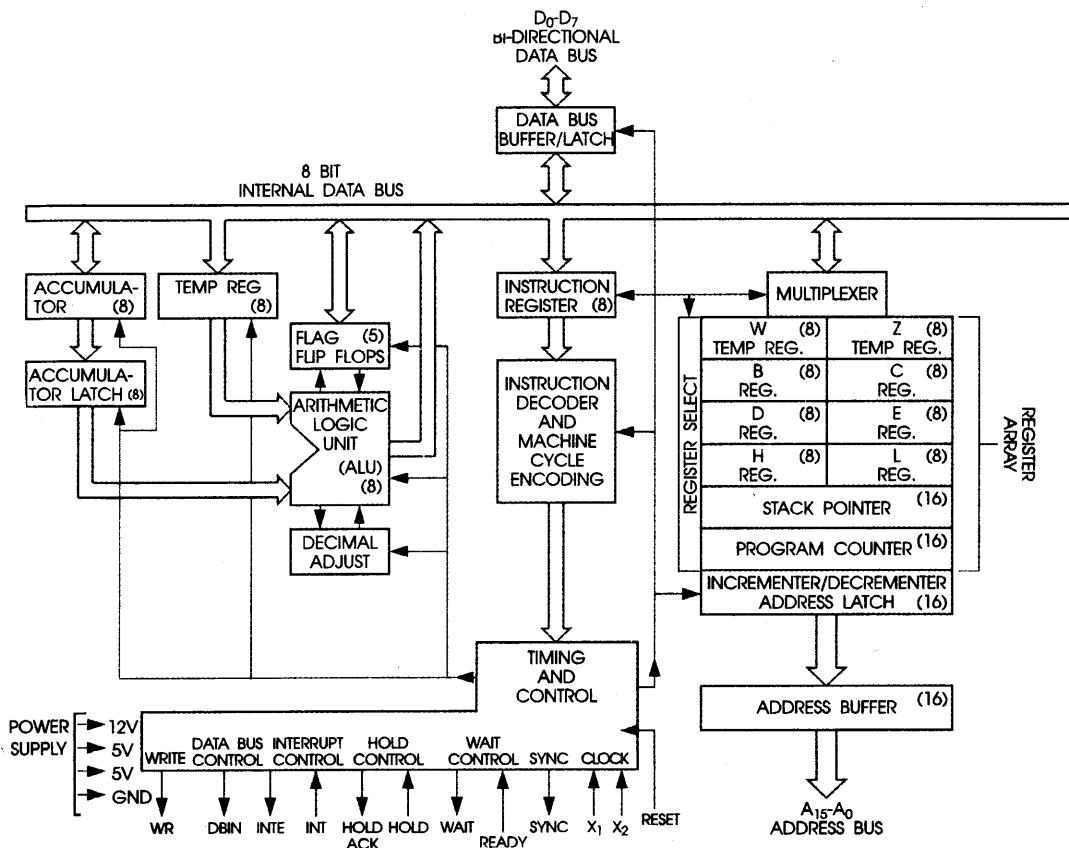 D0-D7
BI-DIRECTIONAL
DATA BUS
DATA BUS
BUFFER/LATCH
8 BIT
INTERNAL DATA BUS
ACCUMULA-
TOR (8)
TEMP REG
(8)
INSTRUCTION
REGISTER (8)
MULTIPLEXER
FLAG (5)
FLIP FLOPS
ACCUMULA-
TOR LATCH (8)
ARITHMETIC
LOGIC
UNIT
(ALU)
(8)
DECIMAL
ADJUST
INSTRUCTION
DECODER
AND
MACHINE
CYCLE
ENCODING
REGISTER SELECT
W (8)
TEMP REG.
Z (8)
TEMP REG.
B (8)
REG.
C (8)
REG.
D (8)
REG.
E (8)
REG.
H (8)
REG.
L (8)
REG.
STACK POINTER (16)
PROGRAM COUNTER (16)
INCREMENTER/DECREMENTER
ADDRESS LATCH (16)
REGISTER
ARRAY
TIMING
AND
CONTROL
ADDRESS BUFFER (16)
A15-A0
ADDRESS BUS
POWER
SUPPLY
12V
5V
5V
GND
WRITE
DATA BUS
CONTROL
INTERRUPT
CONTROL
HOLD
CONTROL
WAIT
CONTROL
SYNC
CLOCK
WR
DBIN
INTE
INT
HOLD
ACK
HOLD
WAIT
READY
SYNC
X1
X2
RESET